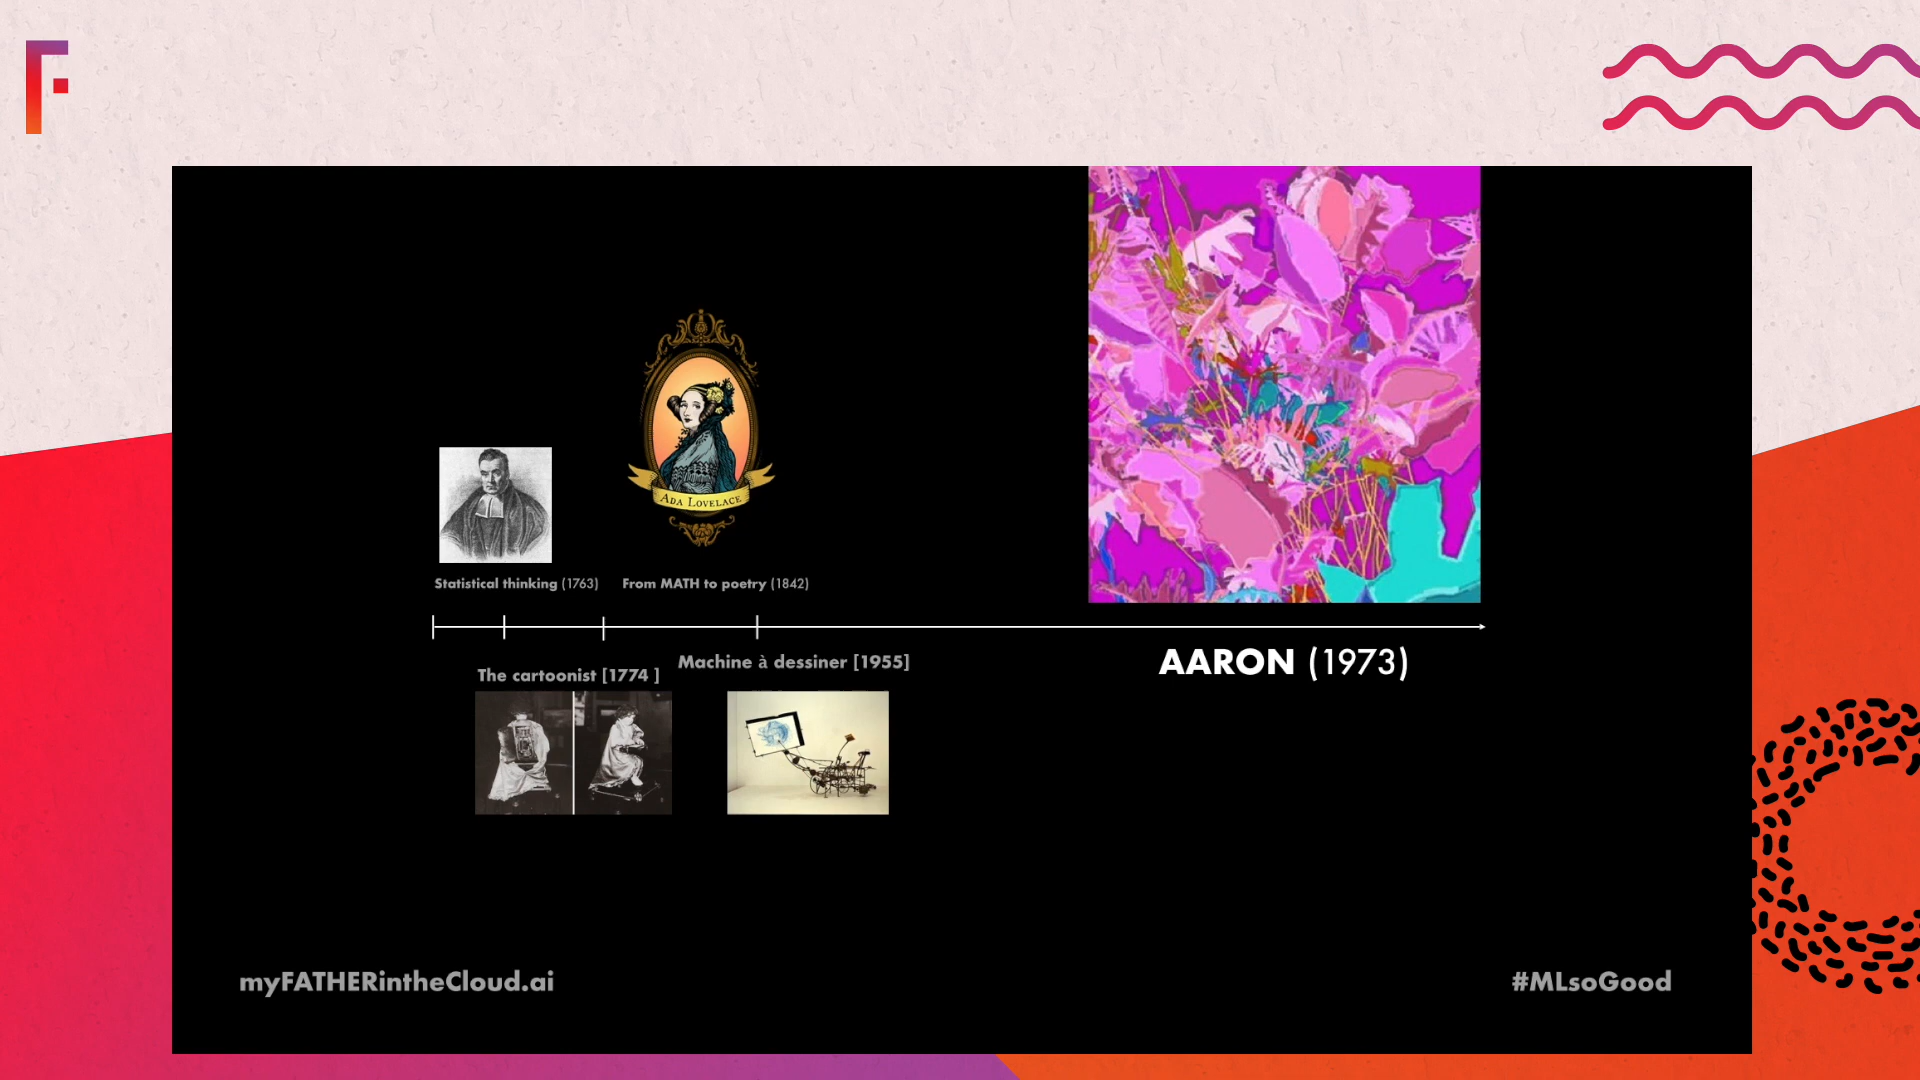 F
ADA LOVELACE
Statistical thinking (1763)
From MATH to poetry (1842)
The cartoonist [1774 ]
Machine à dessiner [1955]
AARON (1973)
myFATHERintheCloud.ai
#MLsoGood